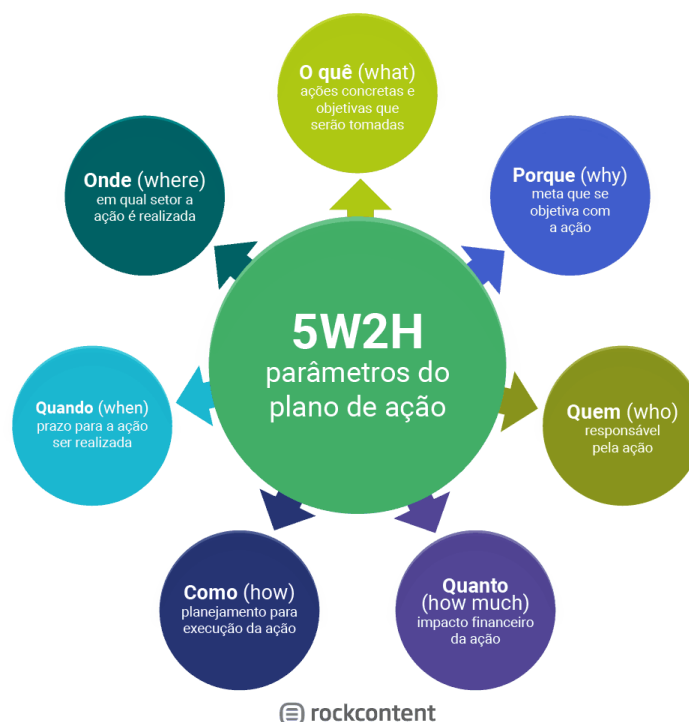 O quê (what)
ações concretas e
objetivas que
serão tomadas
Onde (where)
em qual setor a
ação é realizada
Porque (why)
meta que se
objetiva com
a ação
5W2H
parâmetros do
plano de ação
Quando (when)
prazo para a ação
ser realizada
Quem (who)
responsável
pela ação
Como (how)
planejamento para
execução da ação
Quanto
(how much)
impacto financeiro
da ação
rockcontent